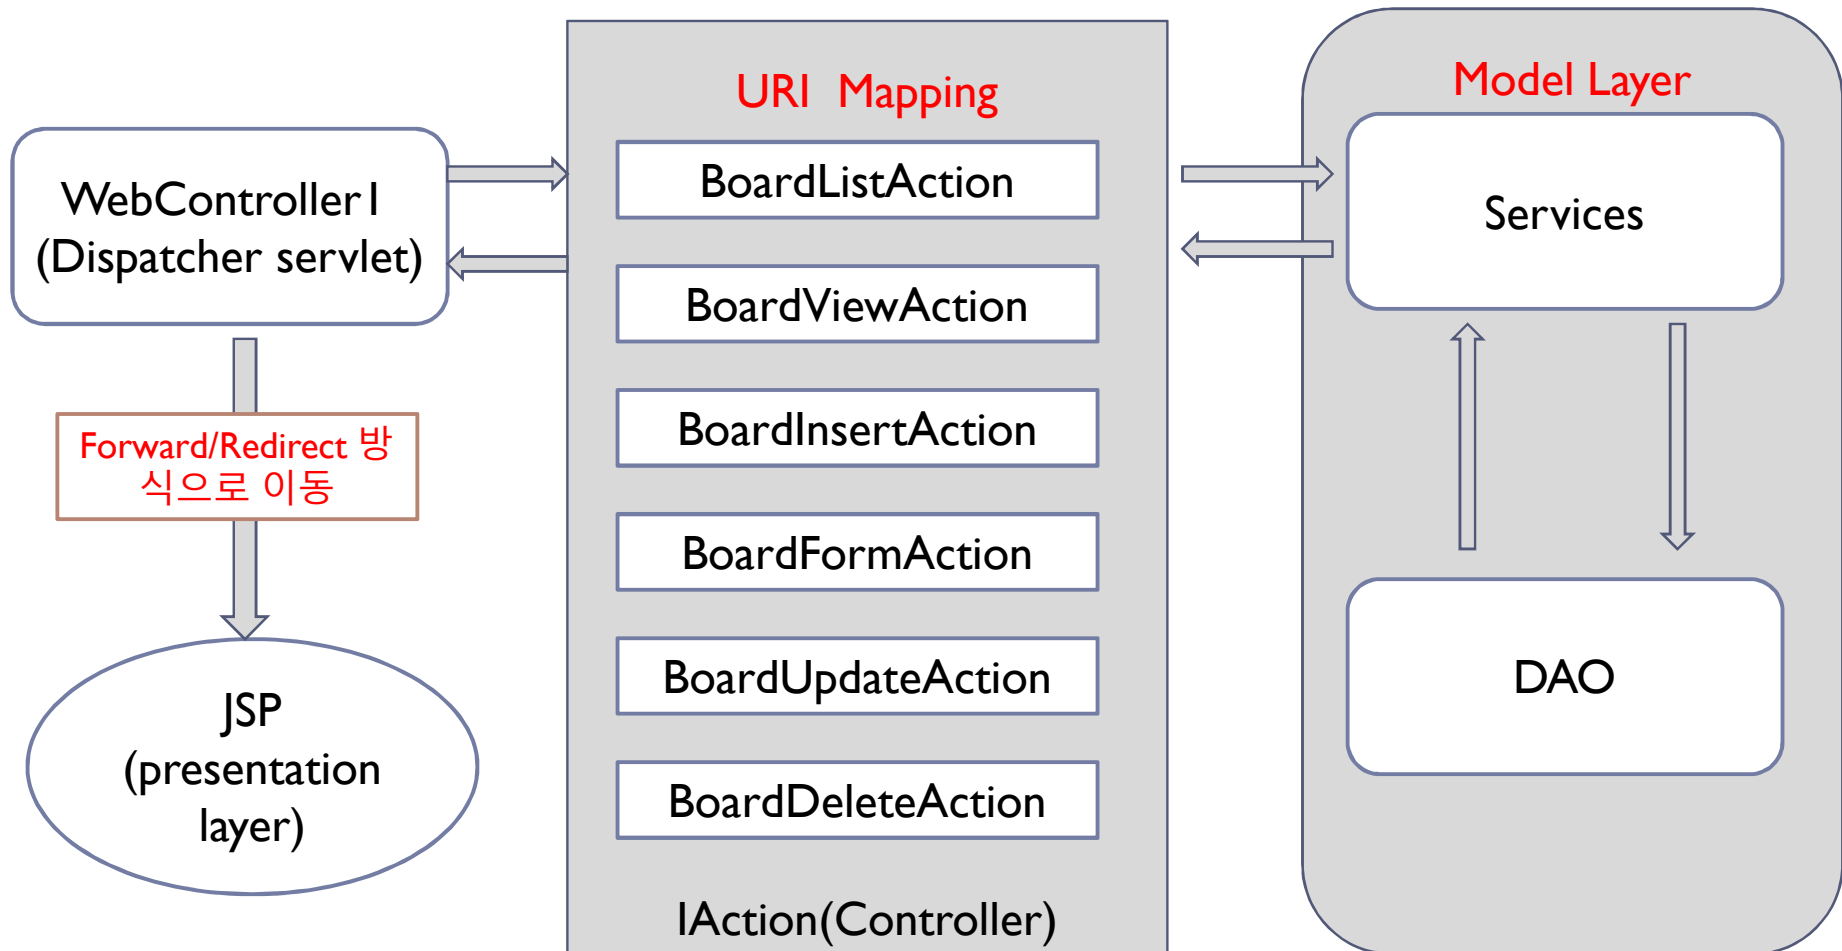 WebController1
(Dispatcher servlet)
Forward/Redirect 방
식으로 이동
JSP
(presentation
layer)
URI Mapping
BoardListAction
BoardViewAction
BoardInsertAction
BoardFormAction
BoardUpdateAction
BoardDeleteAction
IAction(Controller)
Model Layer
Services
DAO